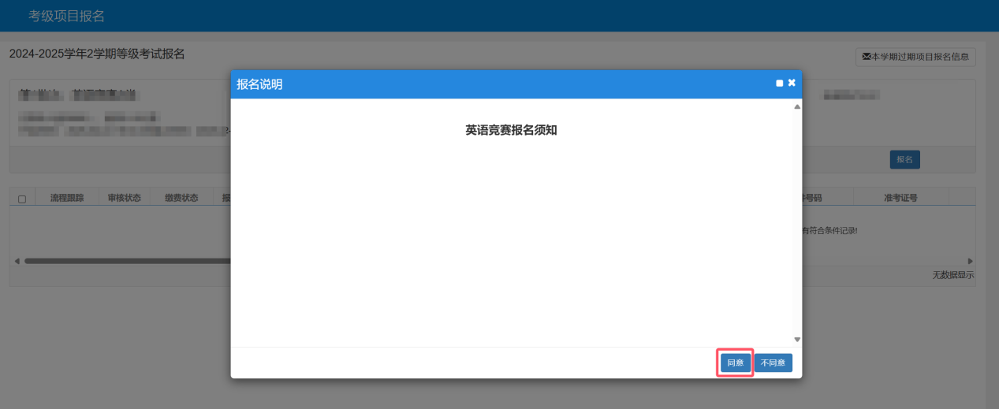 考级项目报名
2024-2025学年2学期等级考试报名
本学期过期项目报名信息
报名说明
英语竞赛报名须知
报名
流程跟踪 审核状态 缴费状态 报
号码 准考证号
有符合条件记录!
无数据显示
同意 不同意